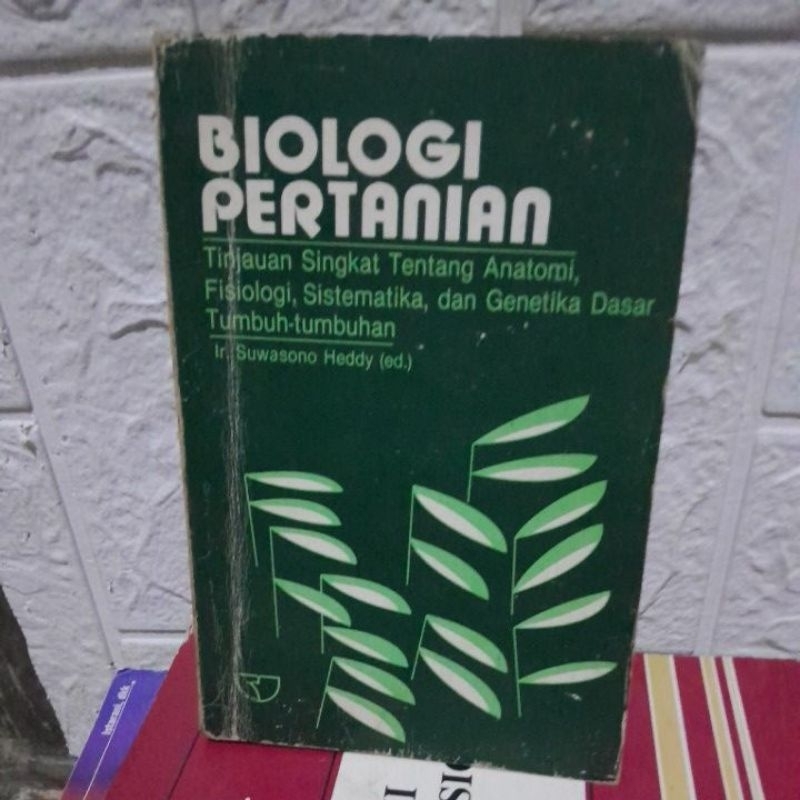 BIOLOGI
PERTANIAN
Tinjauan Singkat Tentang Anatomi,
Fisiologi, Sistematika, dan Genetika Dasar
Tumbuh-tumbuhan
Ir. Suwasono Heddy (ed.)